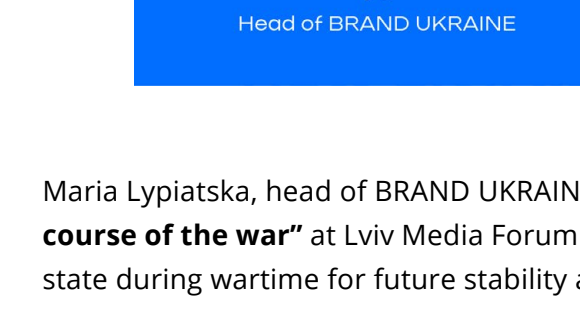 Head of BRAND UKRAINE
Maria Lypiatska, head of BRAND UKRAIN
course of the war” at Lviv Media Forum
state during wartime for future stability a